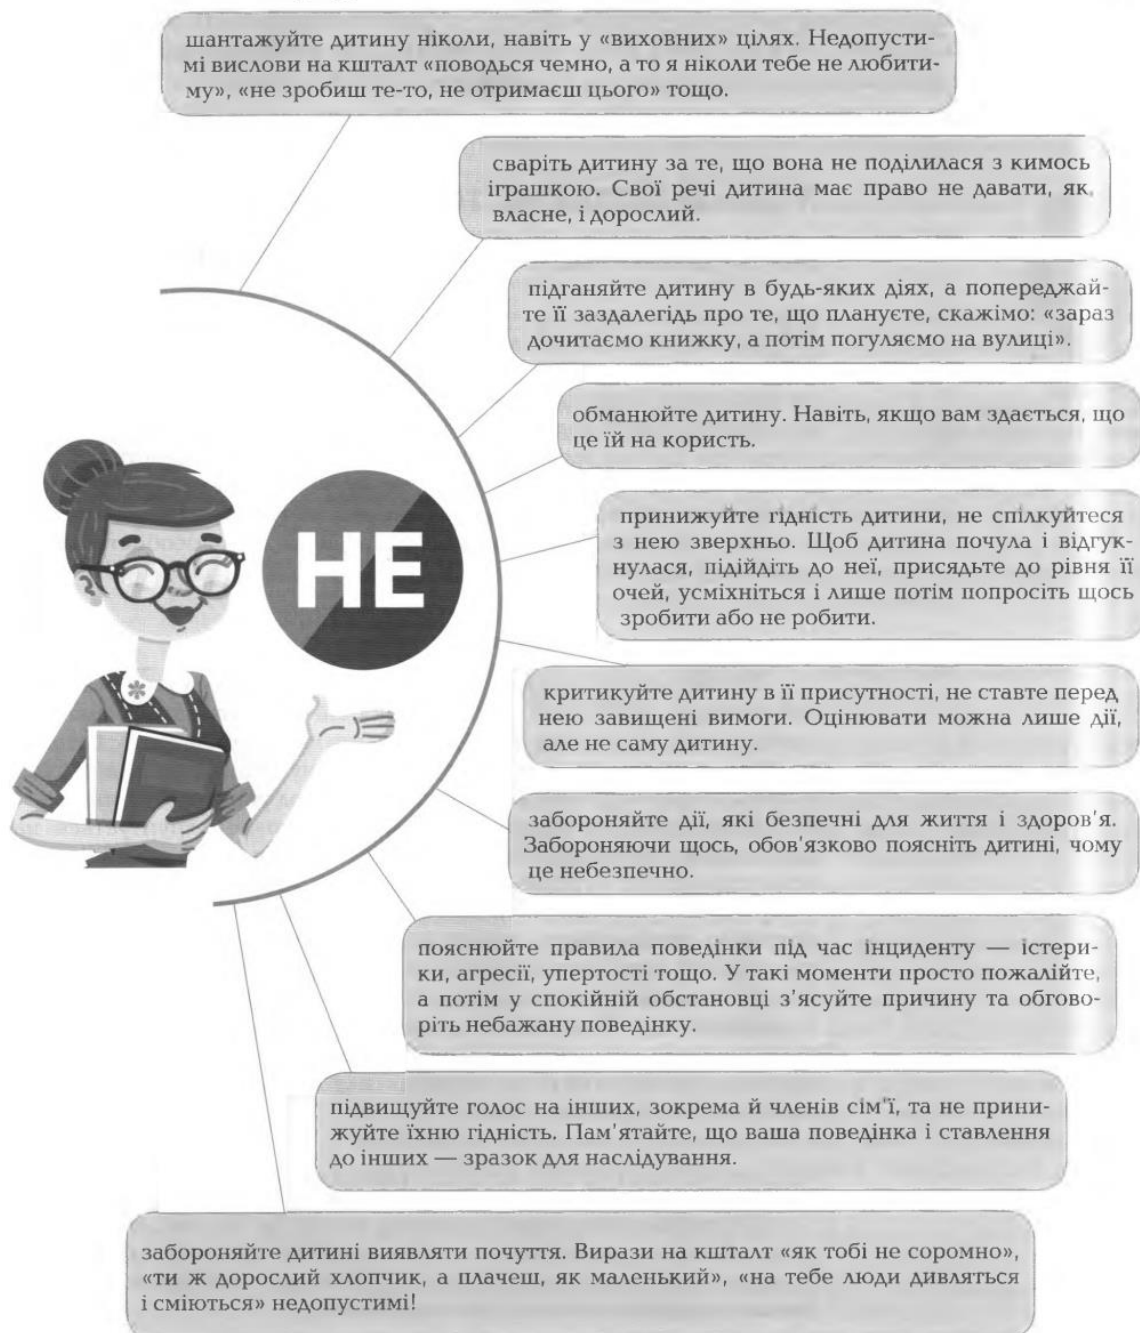 шантажуйте дитину ніколи, навіть у «виховних» цілях. Недопусти-
мі вислови на кшталт «поводься чемно, а то я ніколи тебе не любити-
му», «не зробиш те-то, не отримаєш цього» тощо.
сваріть дитину за те, що вона не поділилася з кимось
іграшкою. Свої речі дитина має право не давати, як,
власне, і дорослий.
підганяйте дитину в будь-яких діях, а попереджай-
те її заздалегідь про те, що плануєте, скажімо: «зараз
дочитаємо книжку, а потім погуляємо на вулиці».
обманюйте дитину. Навіть, якщо вам здається, що
це їй на користь.
НЕ
принижуйте гідність дитини, не спілкуйтеся
з нею зверхньо. Щоб дитина почула і відгук-
нулася, підійдіть до неї, присядьте до рівня її
очей, усміхніться і лише потім попросіть щось
зробити або не робити.
критикуйте дитину в її присутності, не ставте перед
нею завищені вимоги. Оцінювати можна лише дії,
але не саму дитину.
забороняйте дії, які безпечні для життя і здоров'я.
Забороняючи щось, обов'язково поясніть дитині, чому
це небезпечно.
пояснюйте правила поведінки під час інциденту — істери-
ки, агресії, упертості тощо. У такі моменти просто пожалійте,
а потім у спокійній обстановці з'ясуйте причину та обгово-
ріть небажану поведінку.
підвищуйте голос на інших, зокрема й членів сім'ї, та не прини-
жуйте їхню гідність. Пам'ятайте, що ваша поведінка і ставлення
до інших — зразок для наслідування.
забороняйте дитині виявляти почуття. Вирази на кшталт «як тобі не соромно»,
«ти ж дорослий хлопчик, а плачеш, як маленький», «на тебе люди дивляться
і сміються» недопустимі!